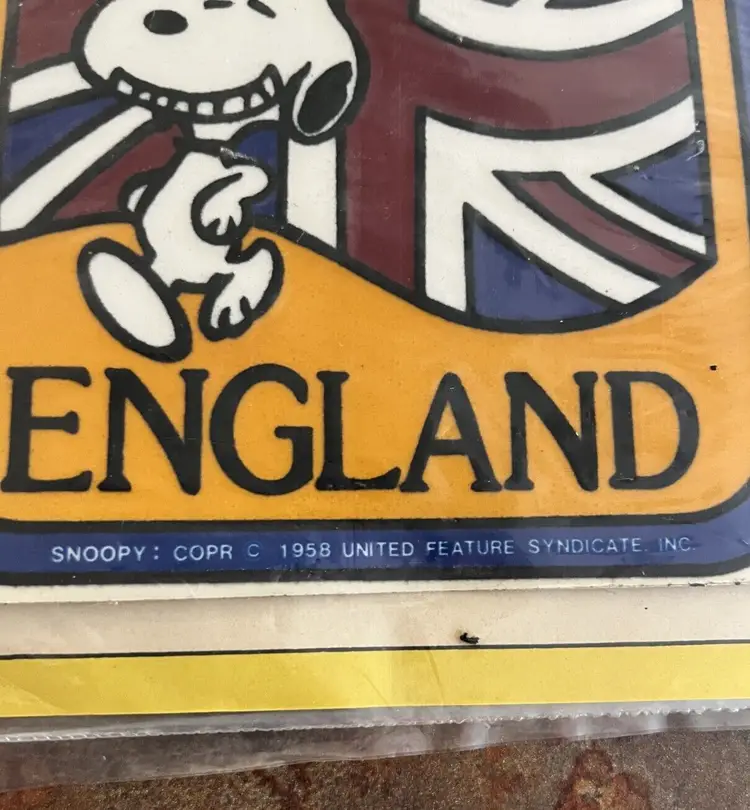 ENGLAND
SNOOPY: COPR © 1958 UNITED FEATURE SYNDICATE. INC.